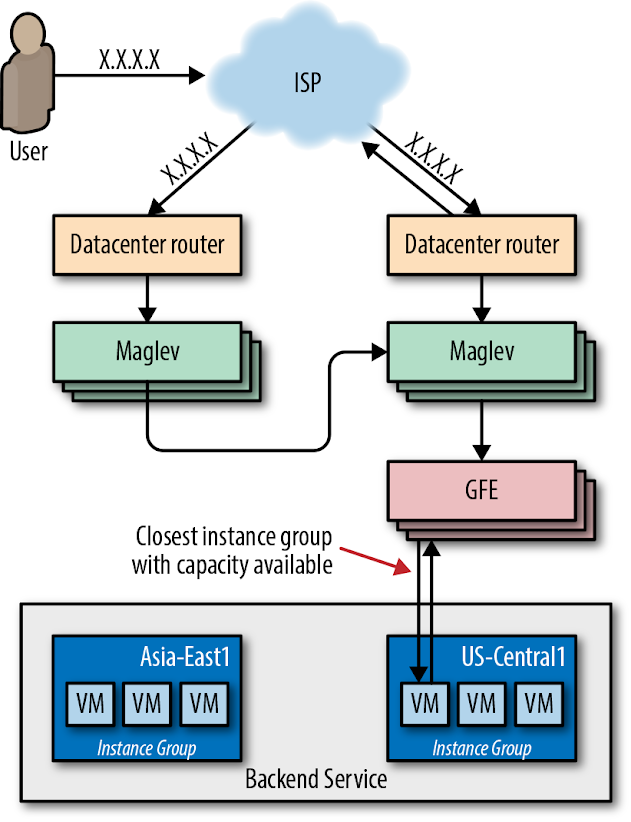 X.X.X.X
ISP
User
X.X.X.X
X.X.X.X
Datacenter router
Datacenter router
Maglev
Maglev
GFE
Closest instance group
with capacity available
Asia-East1
US-Central1
VM VM VM
VM VM VM
Instance Group
Instance Group
Backend Service